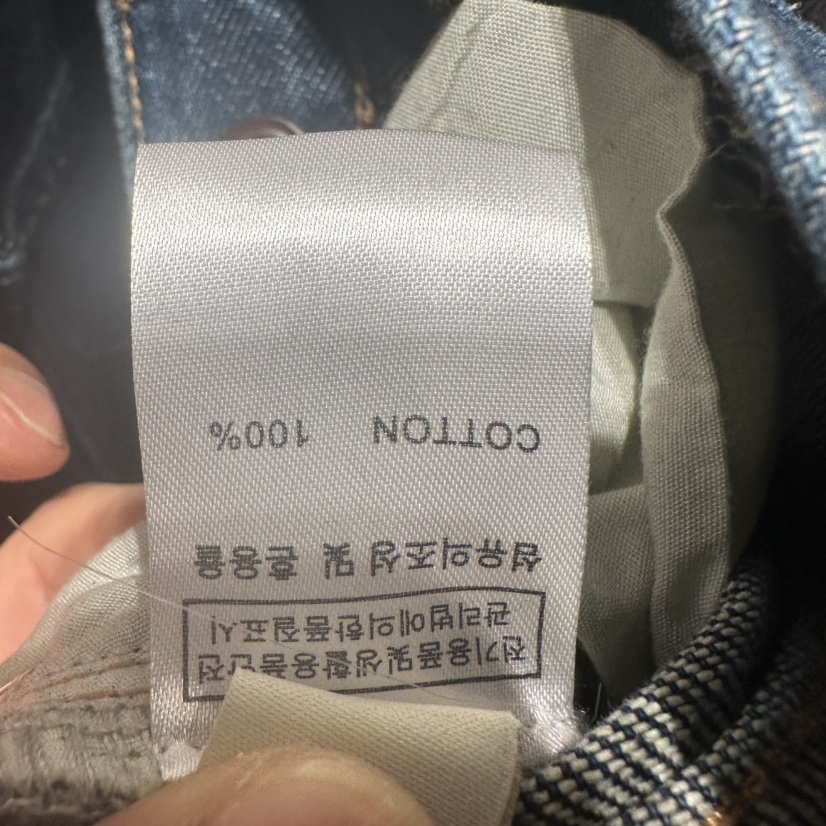 전기용품및생활용품안전
관리법에의한품질표시
섬유의조성 및 혼용율
COTTON 100%